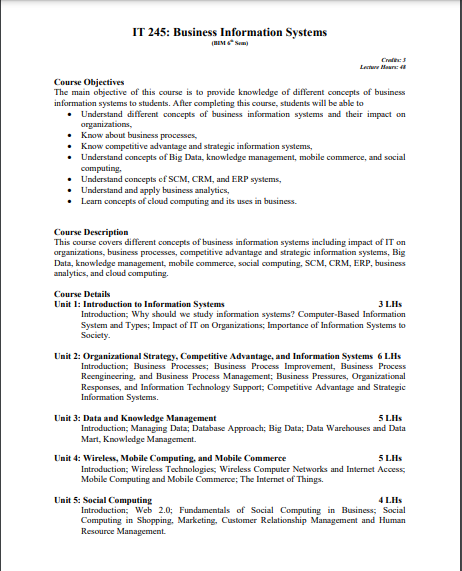 IT 245: Business Information Systems
(BIM 6th Sem)
Credits: 3
Lecture Hours: 48
Course Objectives
The main objective of this course is to provide knowledge of different concepts of business
information systems to students. After completing this course, students will be able to
• Understand different concepts of business information systems and their impact on
organizations,
• Know about business processes,
• Know competitive advantage and strategic information systems,
• Understand concepts of Big Data, knowledge management, mobile commerce, and social
computing,
• Understand concepts of SCM, CRM, and ERP systems,
• Understand and apply business analytics,
• Learn concepts of cloud computing and its uses in business.
Course Description
This course covers different concepts of business information systems including impact of IT on
organizations, business processes, competitive advantage and strategic information systems, Big
Data, knowledge management, mobile commerce, social computing, SCM, CRM, ERP, business
analytics, and cloud computing.
Course Details
Unit 1: Introduction to Information Systems 3 LHs
Introduction; Why should we study information systems? Computer-Based Information
System and Types; Impact of IT on Organizations; Importance of Information Systems to
Society.
Unit 2: Organizational Strategy, Competitive Advantage, and Information Systems 6 LHs
Introduction; Business Processes; Business Process Improvement, Business Process
Reengineering, and Business Process Management; Business Pressures, Organizational
Responses, and Information Technology Support; Competitive Advantage and Strategic
Information Systems.
Unit 3: Data and Knowledge Management 5 LHs
Introduction; Managing Data; Database Approach; Big Data; Data Warehouses and Data
Mart, Knowledge Management.
Unit 4: Wireless, Mobile Computing, and Mobile Commerce 5 LHs
Introduction; Wireless Technologies; Wireless Computer Networks and Internet Access;
Mobile Computing and Mobile Commerce; The Internet of Things.
Unit 5: Social Computing 4 LHs
Introduction; Web 2.0; Fundamentals of Social Computing in Business; Social
Computing in Shopping, Marketing, Customer Relationship Management and Human
Resource Management.